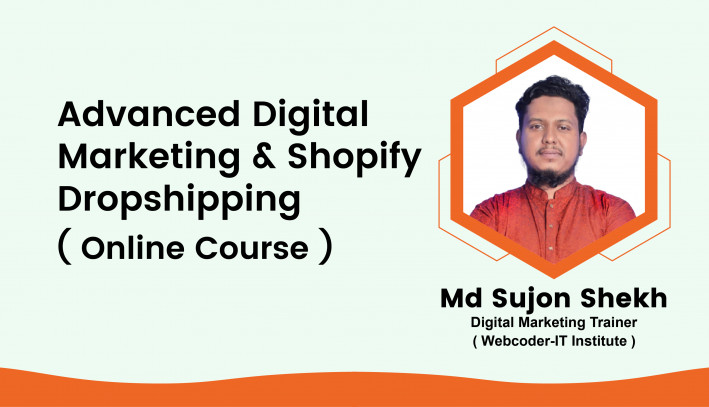 Advanced Digital
Marketing & Shopify
Dropshipping
( Online Course )
Md Sujon Shekh
Digital Marketing Trainer
( Webcoder-IT Institute )